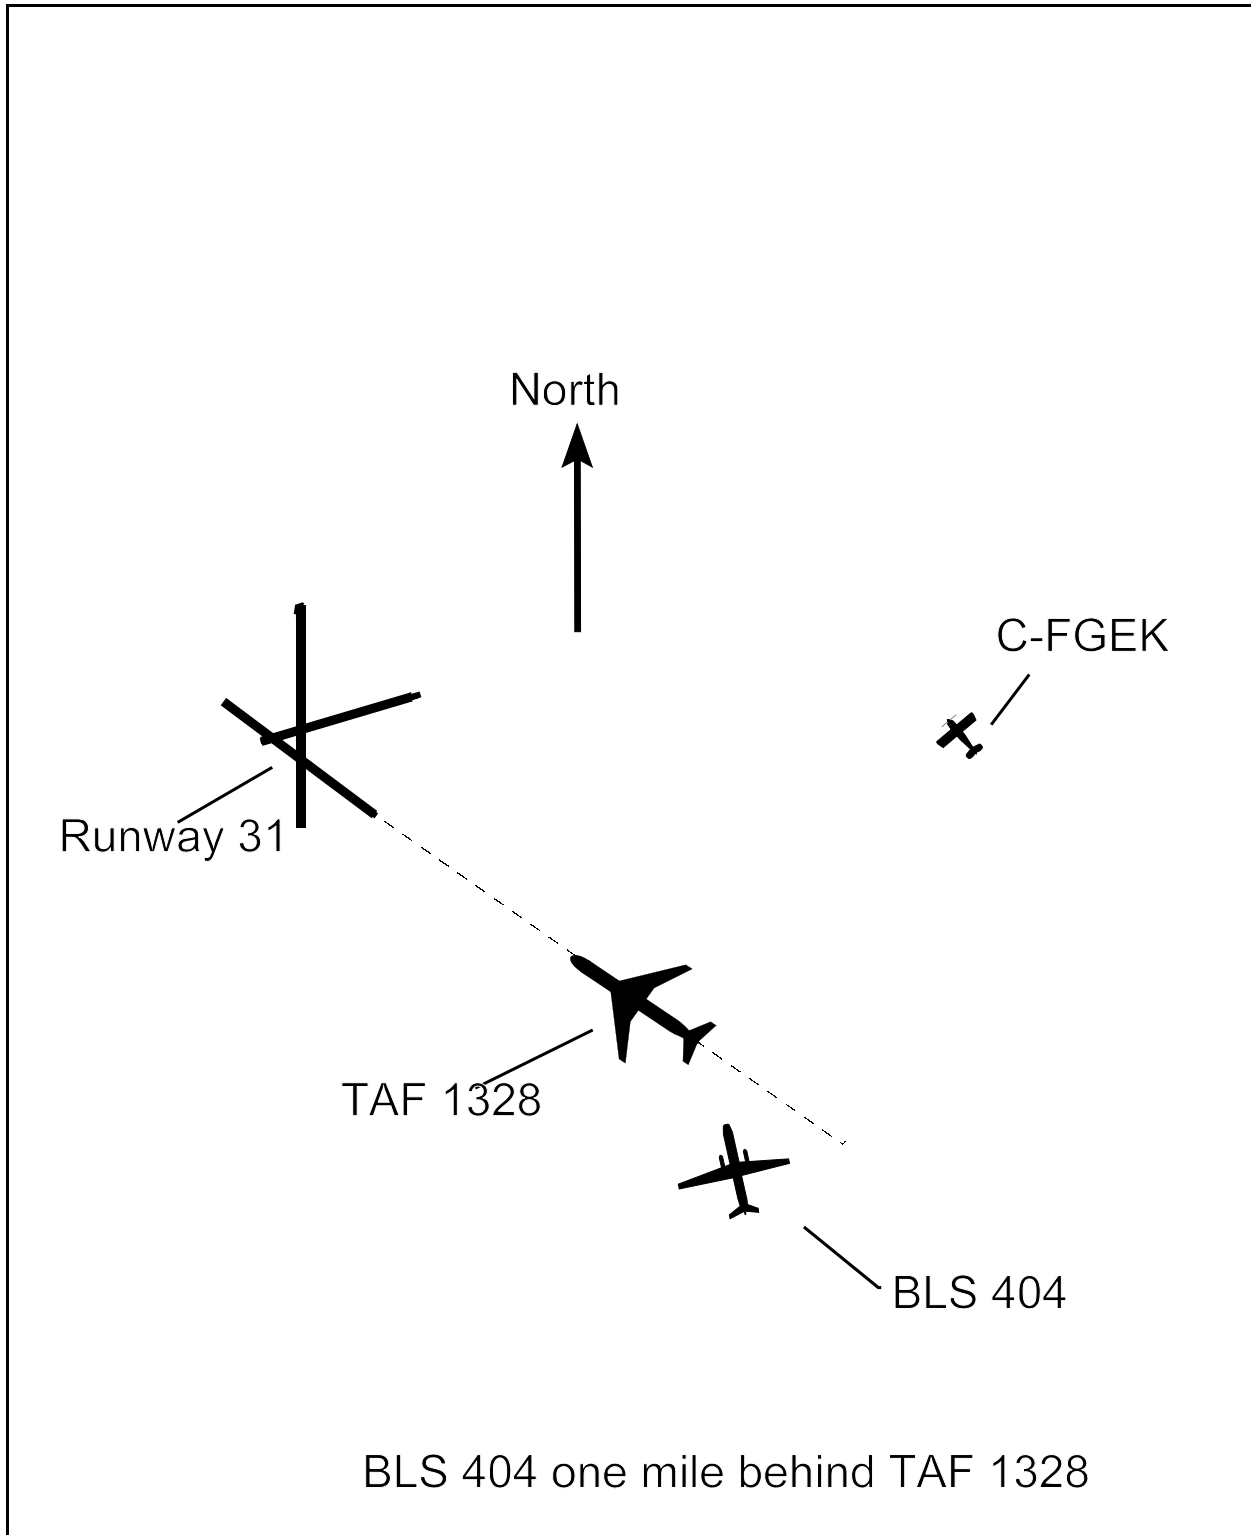 North
C-FGEK
Runway 31
TAF 1328
BLS 404
BLS 404 one mile behind TAF 1328